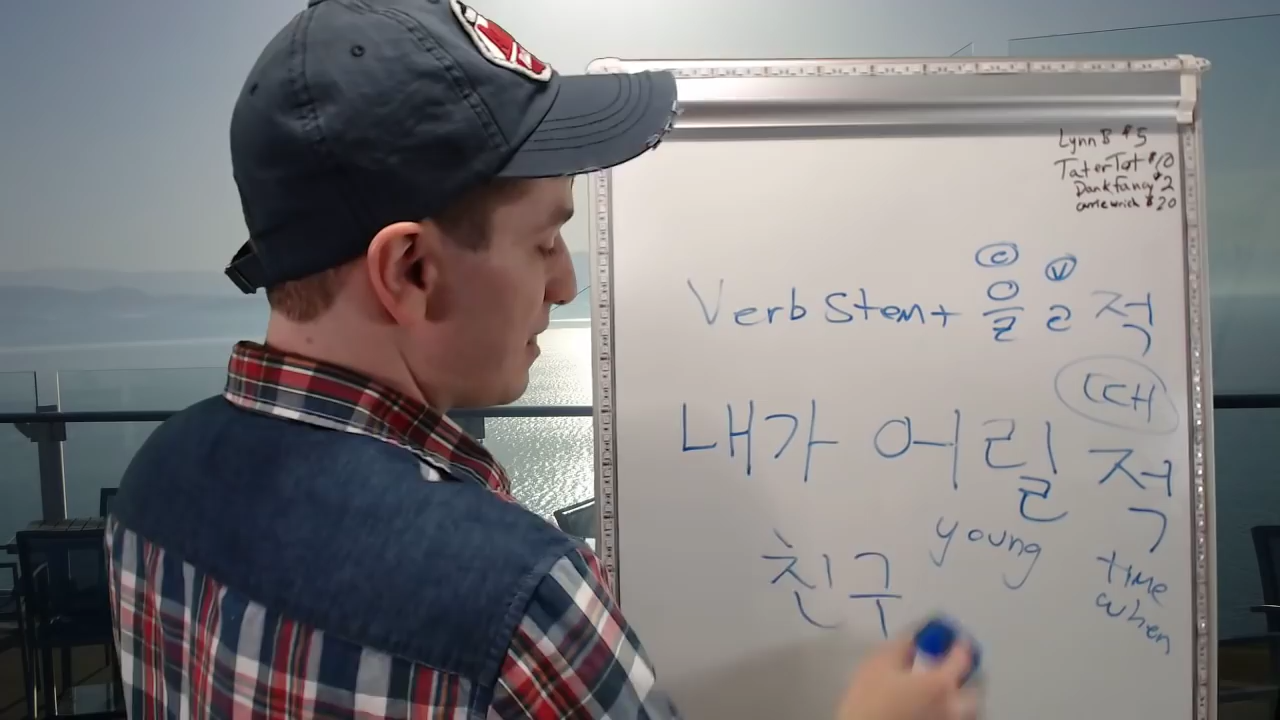 Lynn B $5
TaterTot $10
DankFancy $2
$20
C V
Verb Stem + 을 ㄹ 적
(때)
내가 어릴 적
young
time
when
친구